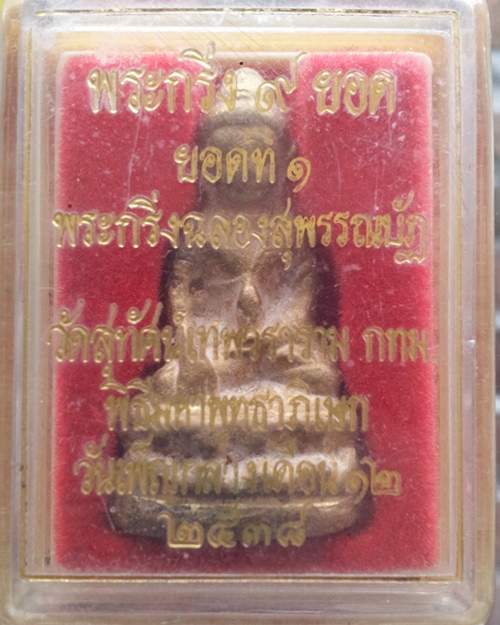 พระกริ่ง ๙ ยอด
ยอดที่ ๑
พระกริ่งฉลองสุพรรณบัฏ
วัดสุทัศน์เทพวราราม กทม
พิธีมหาพุทธาภิเษก
วันเพ็ญกลางเดือน ๑๒
๒๕๓๘